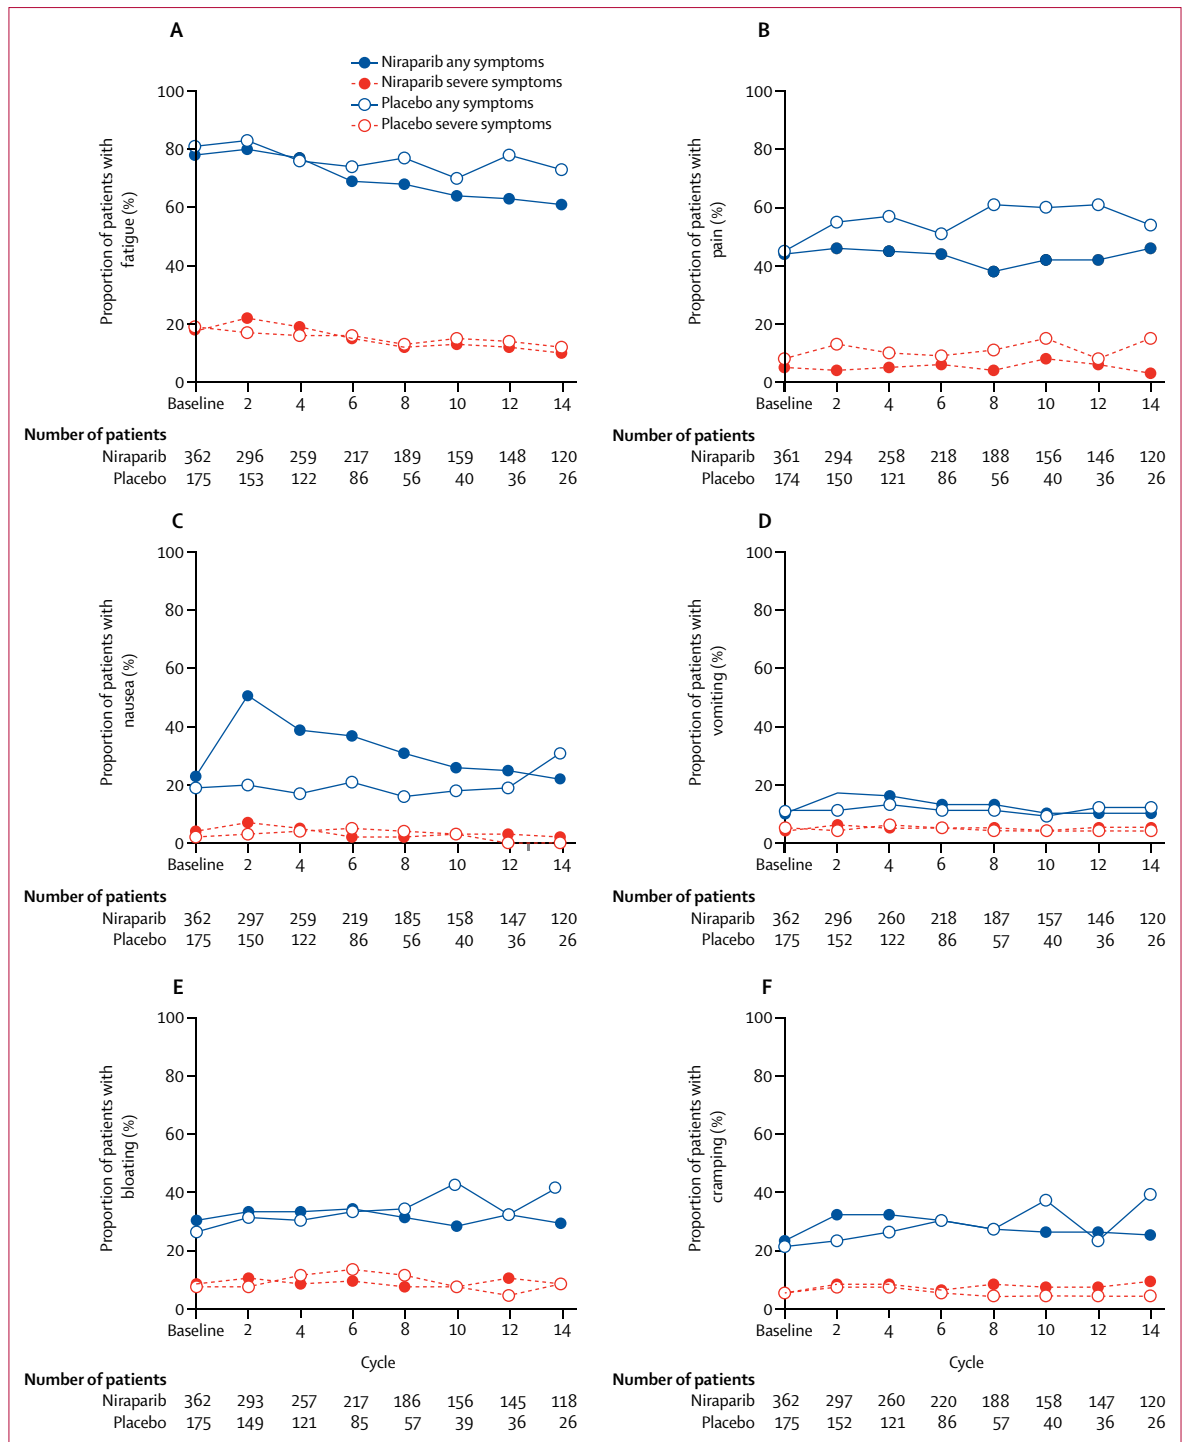 A
Niraparib any symptoms
Niraparib severe symptoms
Placebo any symptoms
Placebo severe symptoms
Proportion of patients with
fatigue (%)
100
80
60
40
20
0
Baseline 2 4 6 8 10 12 14
Number of patients
Niraparib 362 296 259 217 189 159 148 120
Placebo 175 153 122 86 56 40 36 26
B
Proportion of patients with
pain (%)
100
80
60
40
20
0
Baseline 2 4 6 8 10 12 14
Number of patients
Niraparib 361 294 258 218 188 156 146 120
Placebo 174 150 121 86 56 40 36 26
C
Proportion of patients with
nausea (%)
100
80
60
40
20
0
Baseline 2 4 6 8 10 12 14
Number of patients
Niraparib 362 297 259 219 185 158 147 120
Placebo 175 150 122 86 56 40 36 26
D
Proportion of patients with
vomiting (%)
100
80
60
40
20
0
Baseline 2 4 6 8 10 12 14
Number of patients
Niraparib 362 296 260 218 187 157 146 120
Placebo 175 152 122 86 57 40 36 26
E
Proportion of patients with
bloating (%)
100
80
60
40
20
0
Baseline 2 4 6 8 10 12 14
Cycle
Number of patients
Niraparib 362 293 257 217 186 156 145 118
Placebo 175 149 121 85 57 39 36 26
F
Proportion of patients with
cramping (%)
100
80
60
40
20
0
Baseline 2 4 6 8 10 12 14
Cycle
Number of patients
Niraparib 362 297 260 220 188 158 147 120
Placebo 175 152 121 86 57 40 36 26